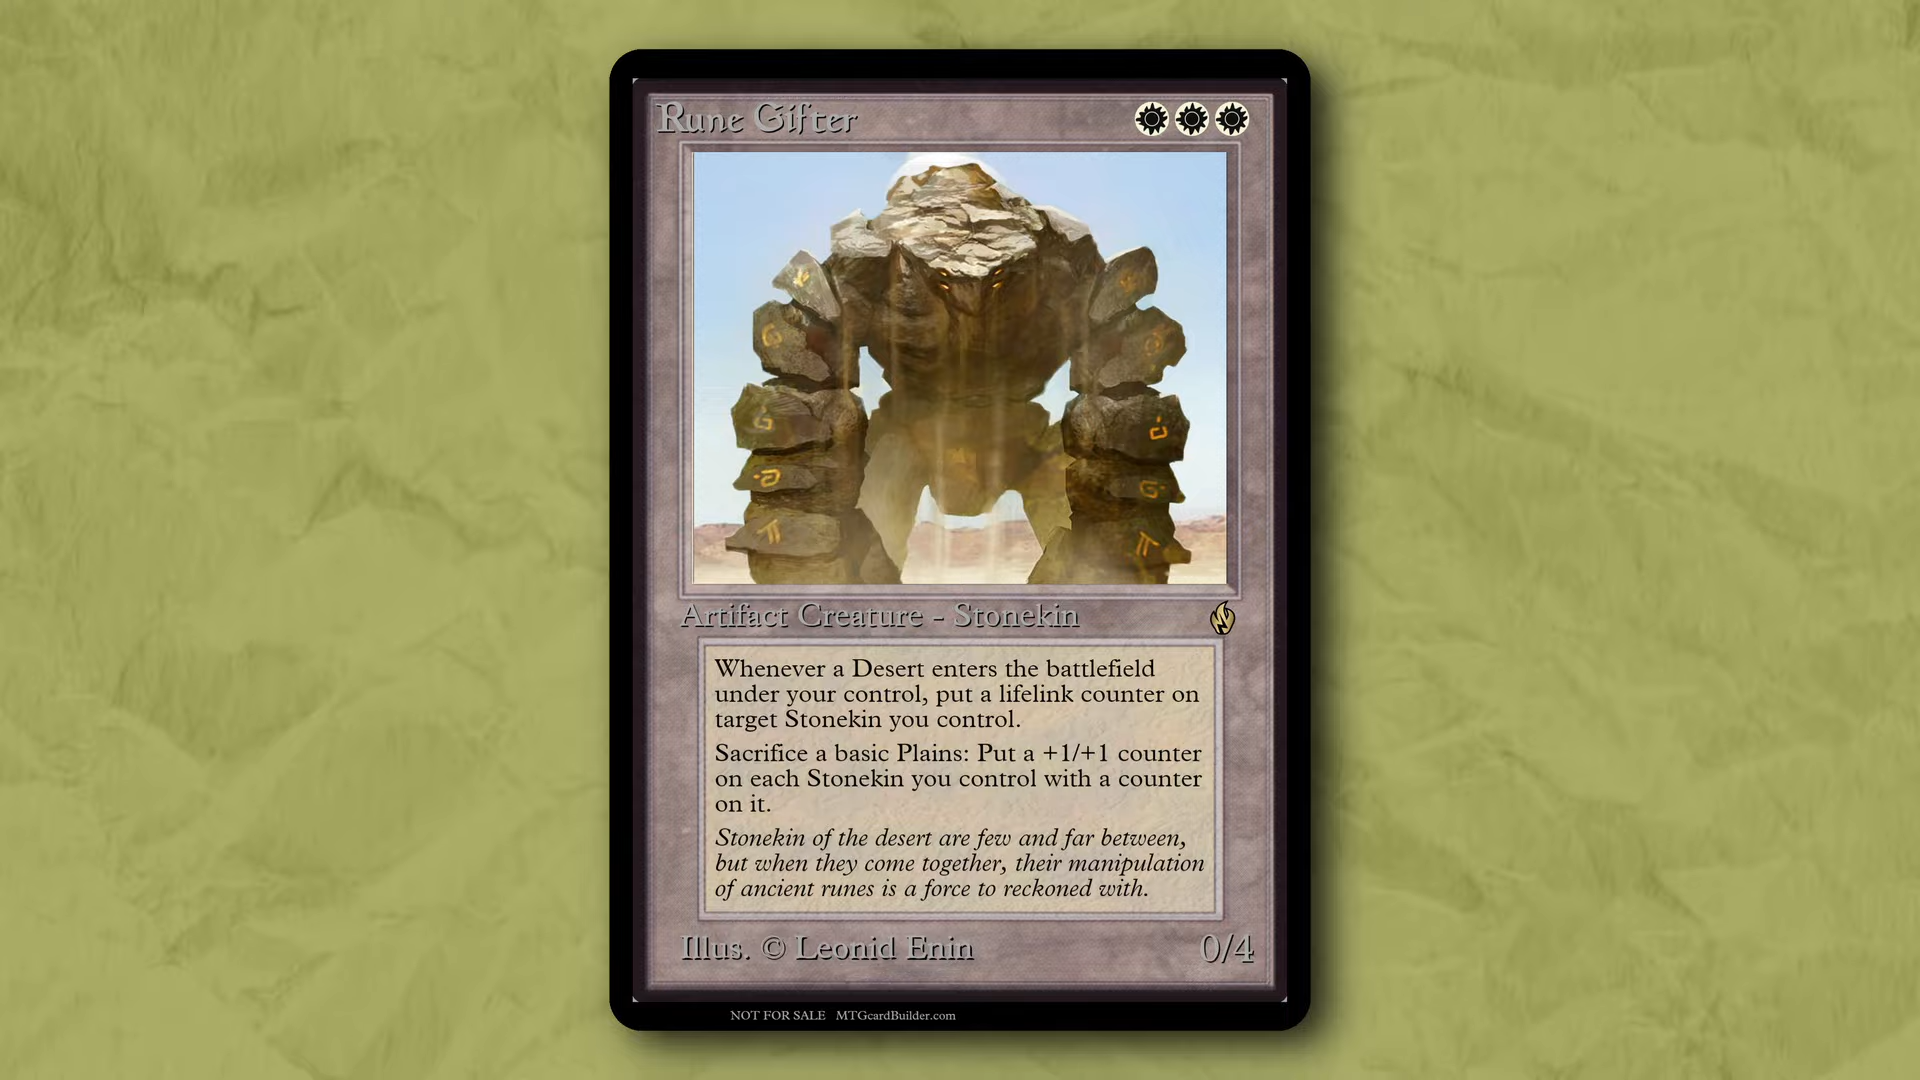 Rune Gifter
Artifact Creature - Stonekin
Whenever a Desert enters the battlefield
under your control, put a lifelink counter on
target Stonekin you control.
Sacrifice a basic Plains: Put a +1/+1 counter
on each Stonekin you control with a counter
on it.
Stonekin of the desert are few and far between,
but when they come together, their manipulation
of ancient runes is a force to reckoned with.
Illus. © Leonid Enin 0/4
NOT FOR SALE MTGcardBuilder.com